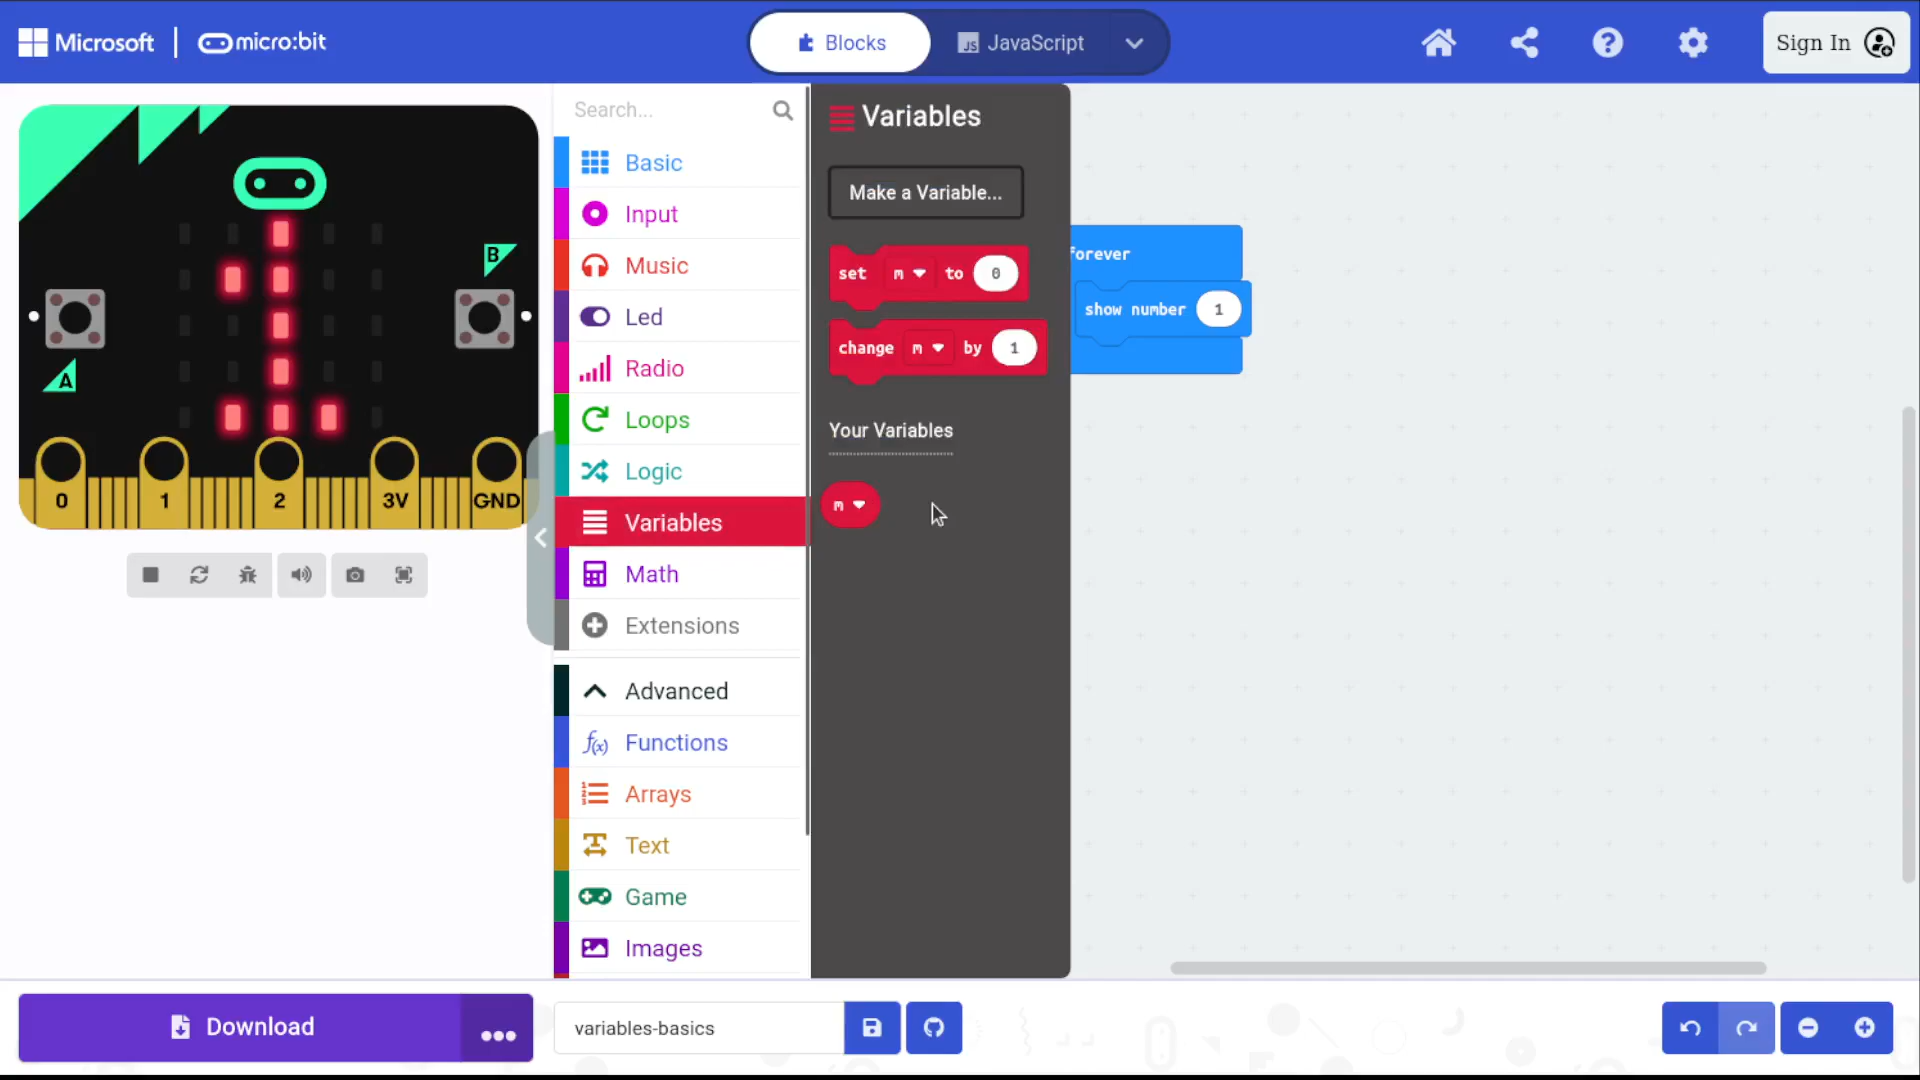 Microsoft | micro:bit
Blocks
JavaScript
Sign In
Search...
Basic
Input
Music
Led
Radio
Loops
Logic
Variables
Math
Extensions
Advanced
Functions
Arrays
Text
Game
Images
Variables
Make a Variable...
set m to 0
change m by 1
Your Variables
m
forever
show number 1
B
A
0 1 2 3V GND
Download
variables-basics